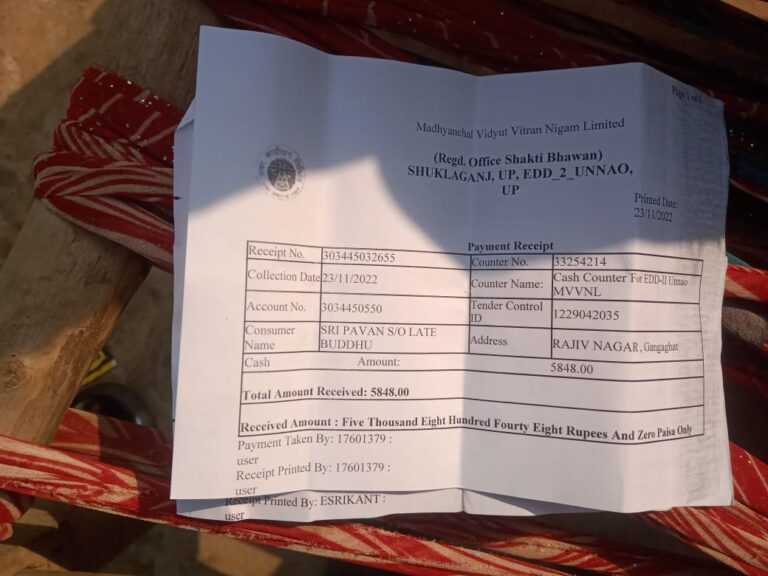 Page 1 of
Madhyanchal Vidyut Vitran Nigam Limited
(Regd. Office Shakti Bhawan)
SHUKLAGANJ, UP, EDD_2_UNNAO,
UP
Printed Date:
23/11/2022
Payment Receipt
Receipt No. 303445032655 Counter No. 33254214
Collection Date 23/11/2022 Counter Name: Cash Counter For EDD-II Unnao
MVVNL
Account No. 3034450550 Tender Control
ID 1229042035
Consumer
Name SRI PAVAN S/O LATE
BUDDHU Address RAJIV NAGAR, Gangaghat
Cash Amount: 5848.00
Total Amount Received: 5848.00
Received Amount : Five Thousand Eight Hundred Fourty Eight Rupees And Zero Paisa Only
Payment Taken By: 17601379 :
user
Receipt Printed By: 17601379 :
user
Receipt Printed By: ESRIKANT :
user